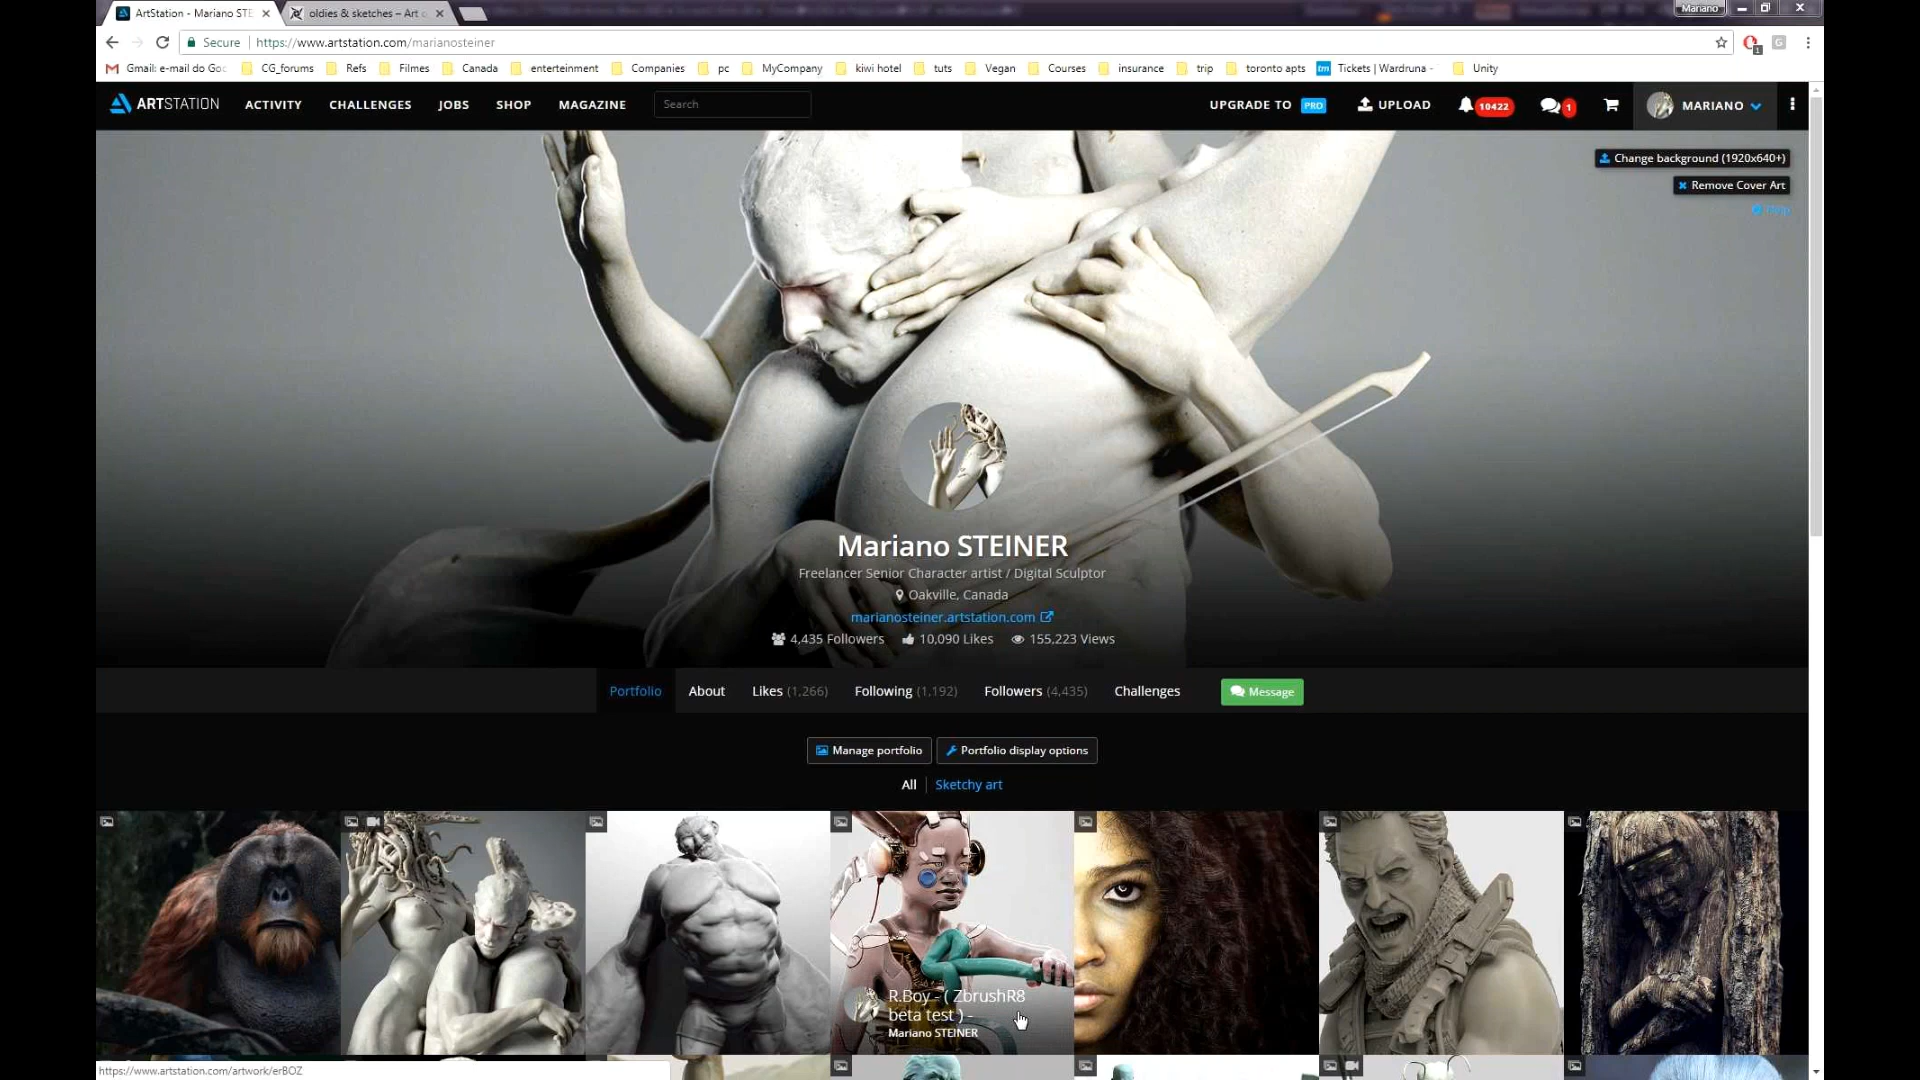 ArtStation - Mariano STE
oldies & sketches – Art o
Mariano
Secure
https://www.artstation.com/marianosteiner
1
G
Gmail: e-mail do Goo
CG_forums
Refs
Filmes
Canada
enterteinment
Companies
pc
MyCompany
kiwi hotel
tuts
Vegan
Courses
insurance
trip
toronto apts
tm
Tickets | Wardruna -
Unity
ARTSTATION
ACTIVITY
CHALLENGES
JOBS
SHOP
MAGAZINE
Search
UPGRADE TO PRO
UPLOAD
10422
1
MARIANO
Change background (1920x640+)
Remove Cover Art
Help
Mariano STEINER
Freelancer Senior Character artist / Digital Sculptor
Oakville, Canada
marianosteiner.artstation.com
4,435 Followers
10,090 Likes
155,223 Views
Portfolio
About
Likes (1,266)
Following (1,192)
Followers (4,435)
Challenges
Message
Manage portfolio
Portfolio display options
All
Sketchy art
R.Boy - ( ZbrushR8
beta test ) -
Mariano STEINER
https://www.artstation.com/artwork/erBOZ